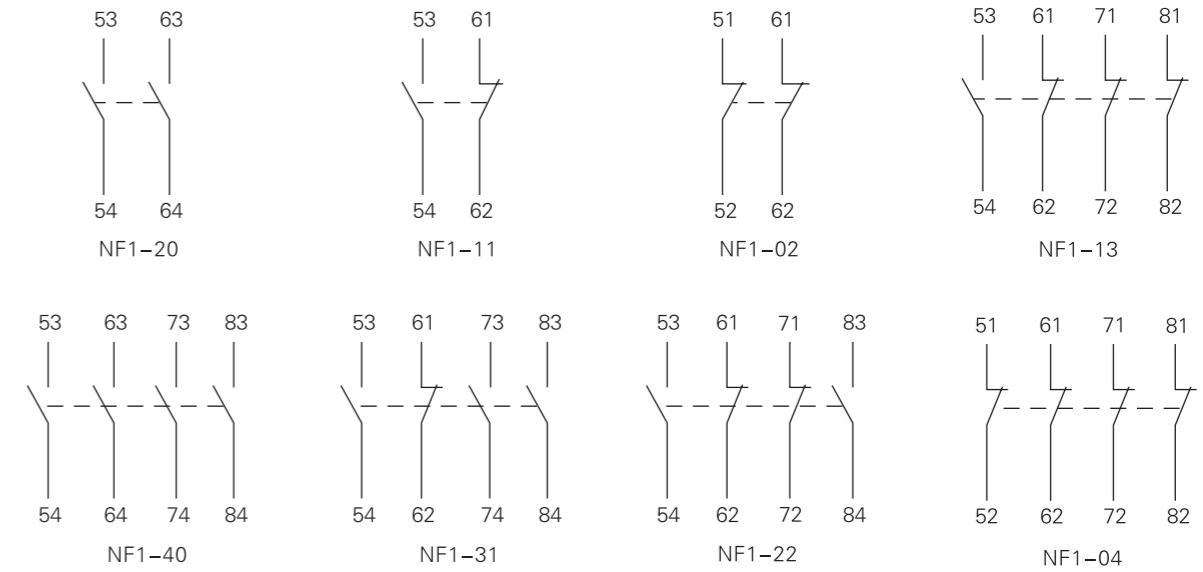 53 63
54 64
NF1–20
53 61
54 62
NF1–11
51 61
52 62
NF1–02
53 61 71 81
54 62 72 82
NF1–13
53 63 73 83
54 64 74 84
NF1–40
53 61 73 83
54 62 74 84
NF1–31
53 61 71 83
54 62 72 84
NF1–22
51 61 71 81
52 62 72 82
NF1–04